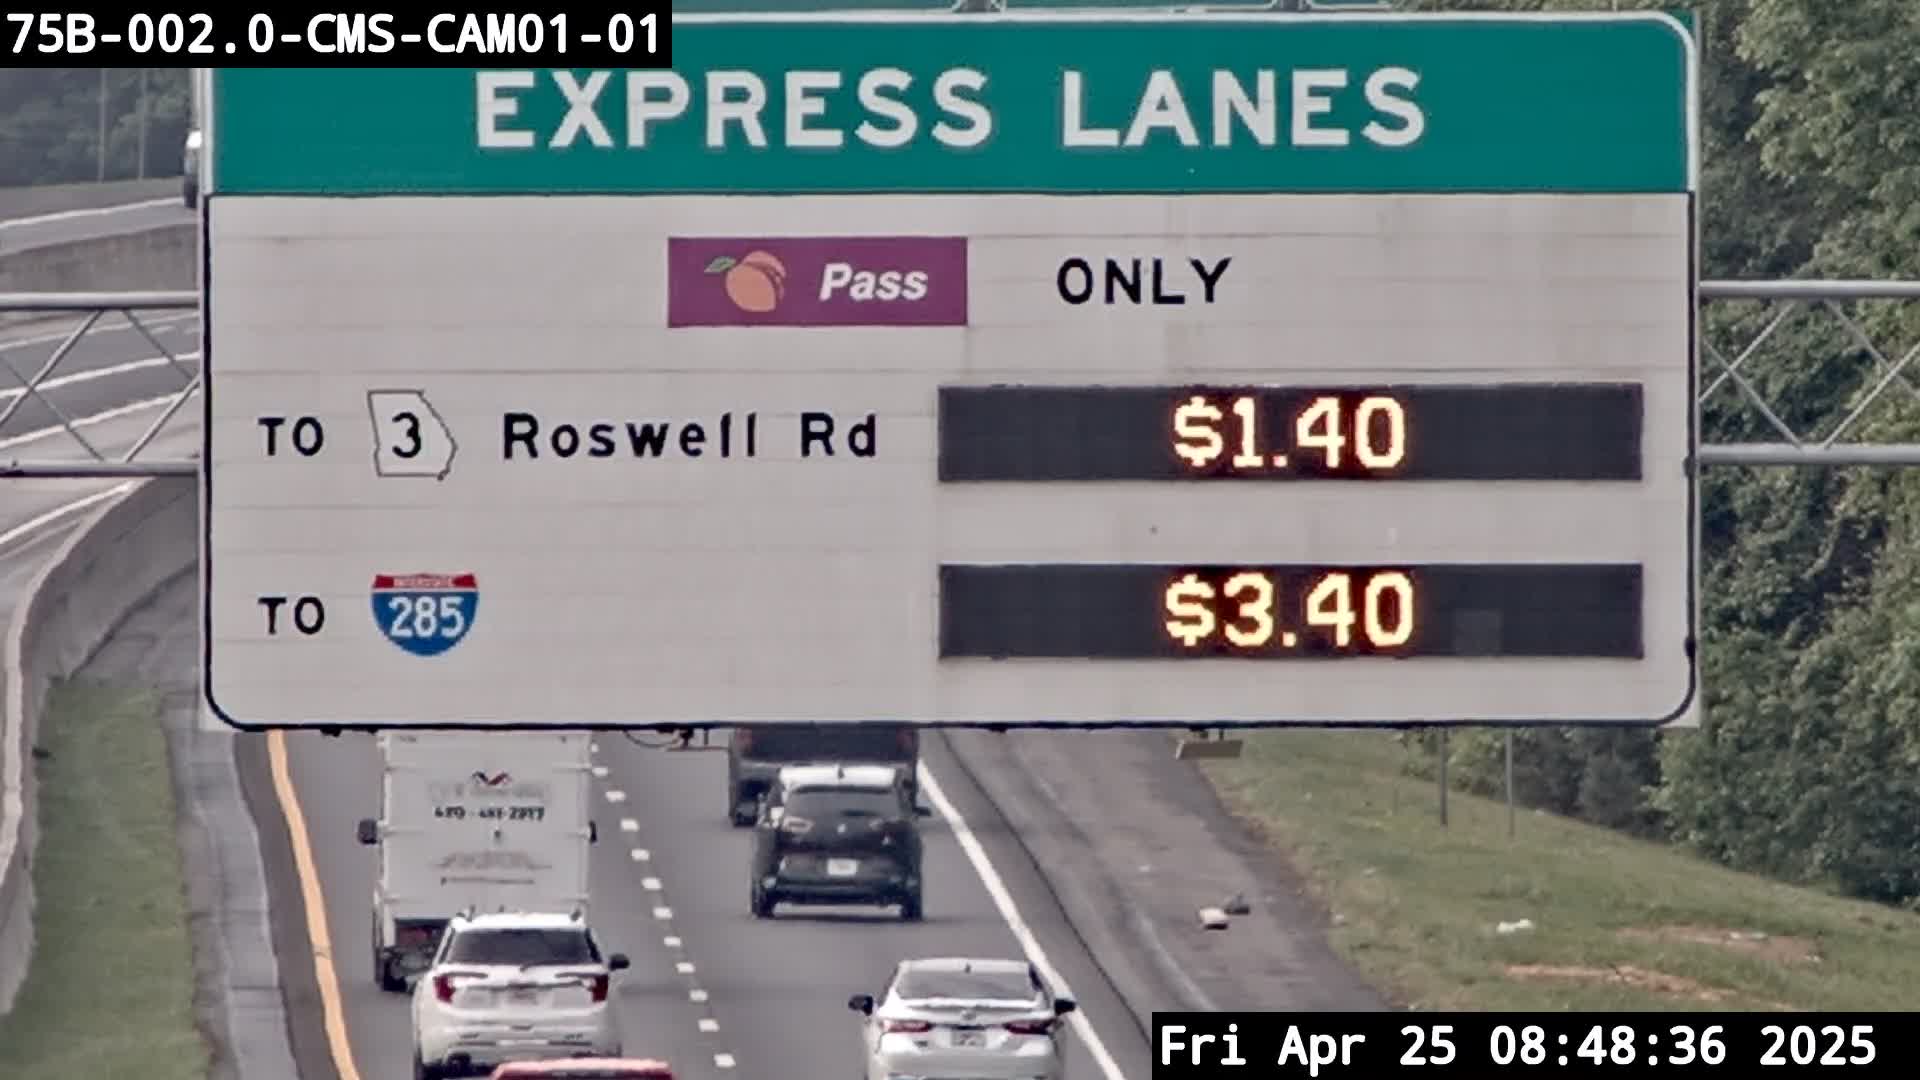 75B-002.0-CMS-CAM01-01
EXPRESS LANES
Pass ONLY
TO 3 Roswell Rd $1.40
TO INTERSTATE 285 $3.40
Fri Apr 25 08:48:36 2025